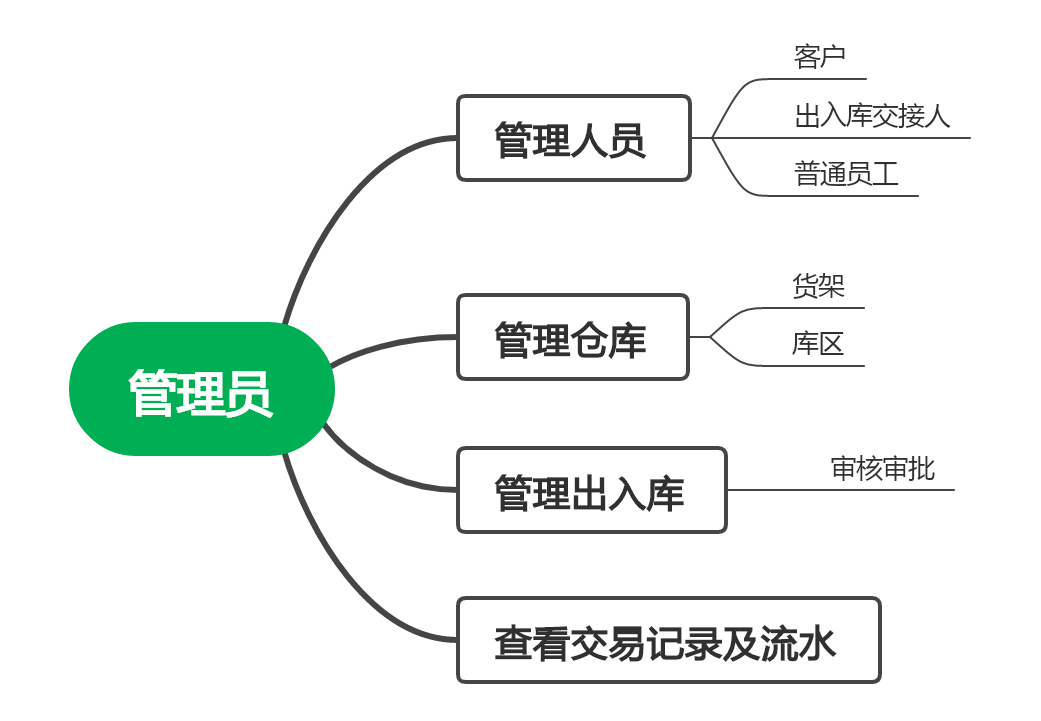 管理员
管理人员
客户
出入库交接人
普通员工
管理仓库
货架
库区
管理出入库
审核审批
查看交易记录及流水